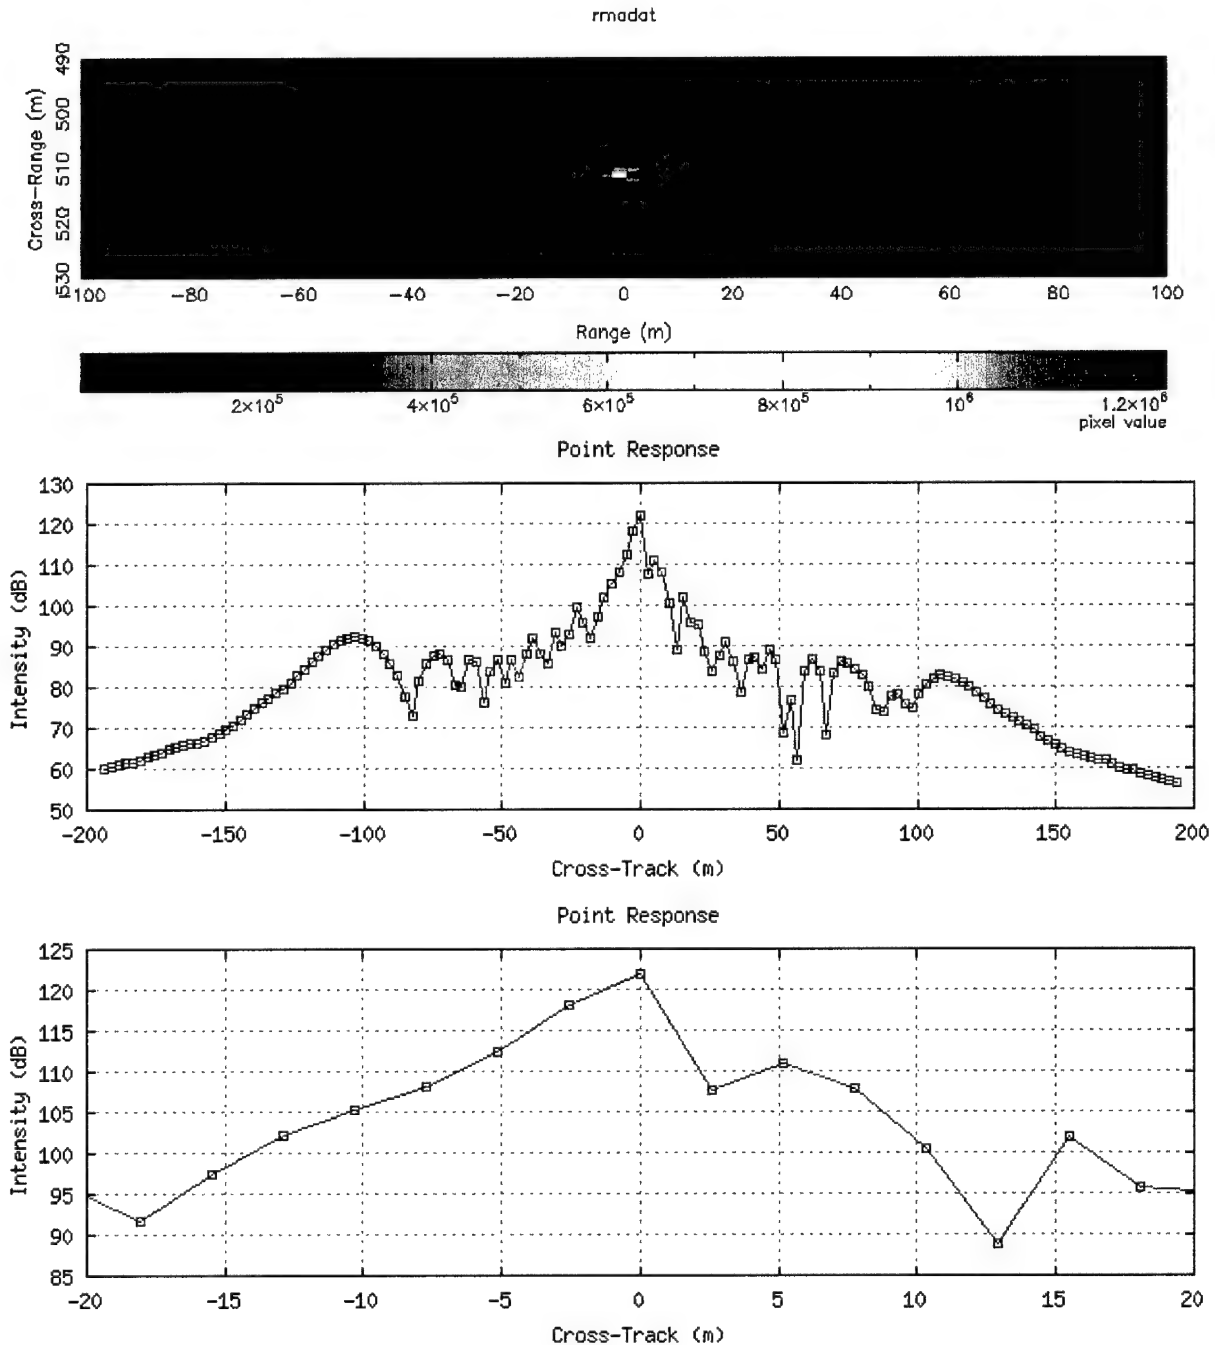 rmadat
Cross-Range (m)
490
500
510
520
530
-100 -80 -60 -40 -20 0 20 40 60 80 100
Range (m)
2×10⁵ 4×10⁵ 6×10⁵ 8×10⁵ 10⁶ 1.2×10⁶
pixel value
Point Response
Intensity (dB)
130
120
110
100
90
80
70
60
50
-200 -150 -100 -50 0 50 100 150 200
Cross-Track (m)
Point Response
Intensity (dB)
125
120
115
110
105
100
95
90
85
-20 -15 -10 -5 0 5 10 15 20
Cross-Track (m)